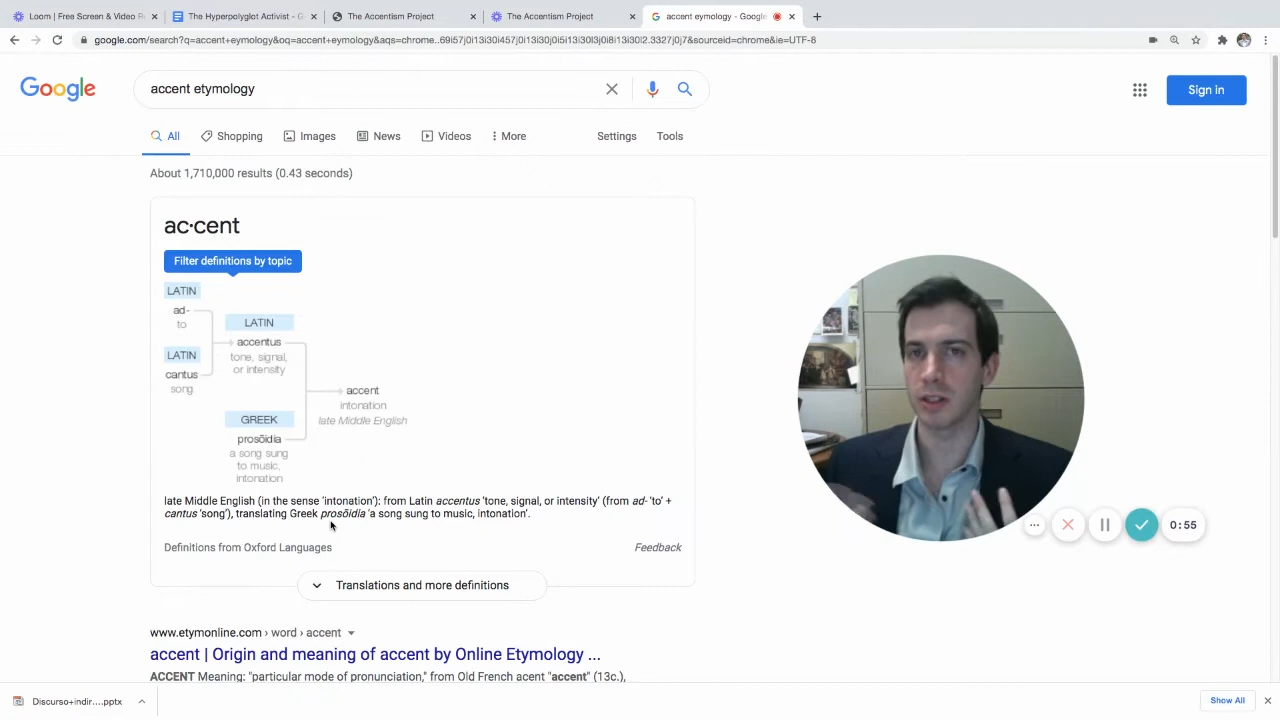 Loom | Free Screen & Video Re
The Hyperpolyglot Activist - G
The Accentism Project
The Accentism Project
accent eymology - Google
google.com/search?q=accent+eymology&oq=accent+eymology&aqs=chrome..69i57j0i13i30i457j0i13i30j0i5i13i30l3j0i8i13i30l2.3327j0j7&sourceid=chrome&ie=UTF-8
Google
accent etymology
Sign in
All
Shopping
Images
News
Videos
More
Settings
Tools
About 1,710,000 results (0.43 seconds)
ac·cent
Filter definitions by topic
LATIN
ad-
to
LATIN
cantus
song
LATIN
accentus
tone, signal,
or intensity
GREEK
prosōidia
a song sung
to music,
intonation
accent
intonation
late Middle English
late Middle English (in the sense 'intonation'): from Latin accentus 'tone, signal, or intensity' (from ad- 'to' +
cantus 'song'), translating Greek prosōidia 'a song sung to music, intonation'.
Definitions from Oxford Languages
Feedback
Translations and more definitions
0:55
www.etymonline.com › word › accent
accent | Origin and meaning of accent by Online Etymology ...
ACCENT Meaning: "particular mode of pronunciation," from Old French acent "accent" (13c.),
Discurso+indir....pptx
Show All